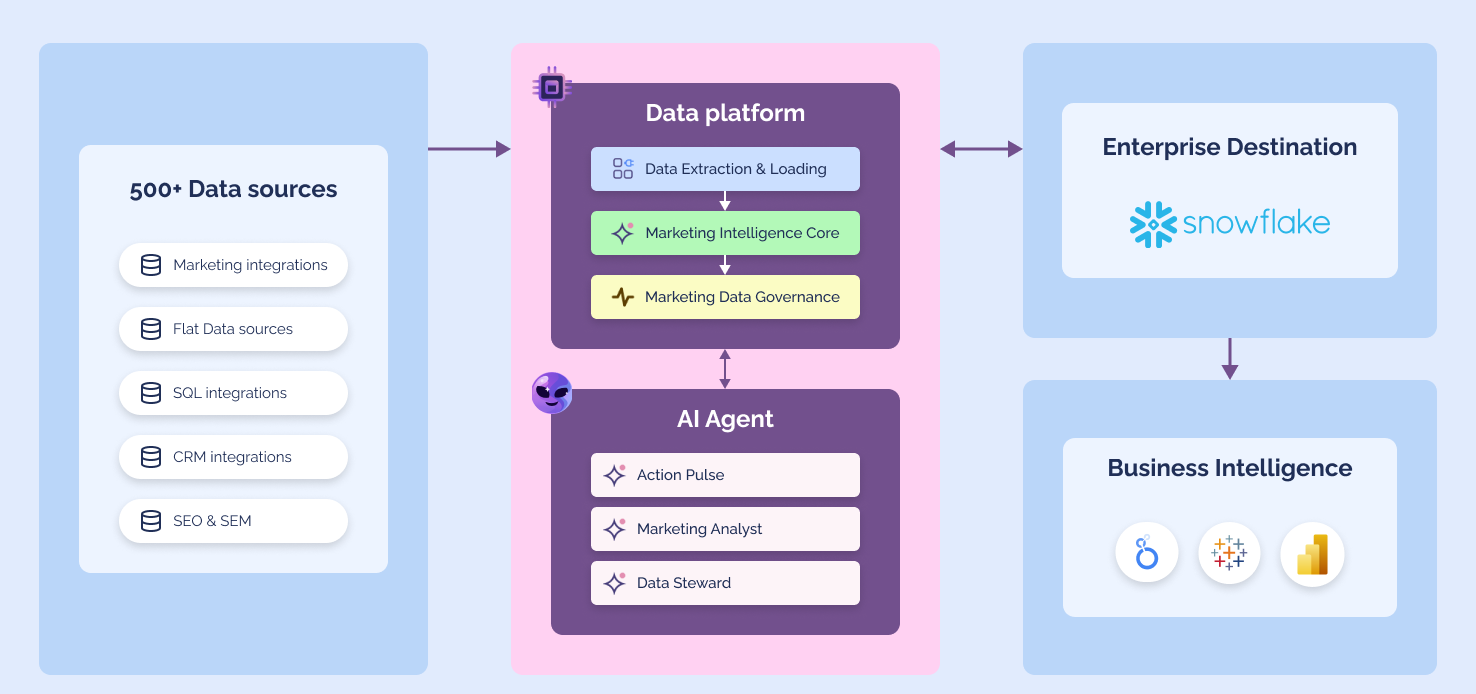 500+ Data sources
Marketing integrations
Flat Data sources
SQL integrations
CRM integrations
SEO & SEM
Data platform
Data Extraction & Loading
Marketing Intelligence Core
Marketing Data Governance
AI Agent
Action Pulse
Marketing Analyst
Data Steward
Enterprise Destination
snowflake
Business Intelligence